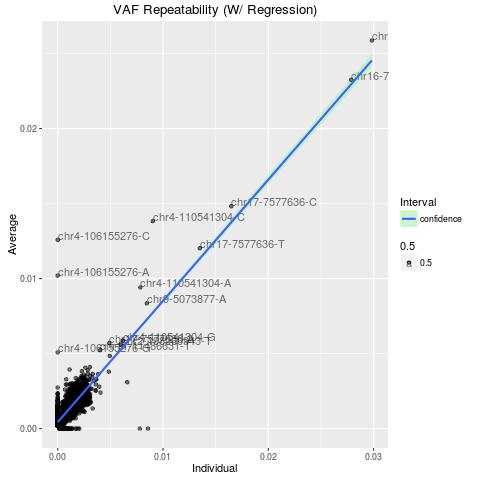 VAF Repeatability (W/ Regression)
chr
chr16-7
chr17-7577636-C
chr4-110541304-C
chr4-106155276-C
chr17-7577636-T
chr4-106155276-A
chr4-110541304-A
chr9-5073877-A
Average
0.02
0.01
0.00
0.00 0.01 0.02 0.03
Individual
Interval
confidence
0.5
0.5